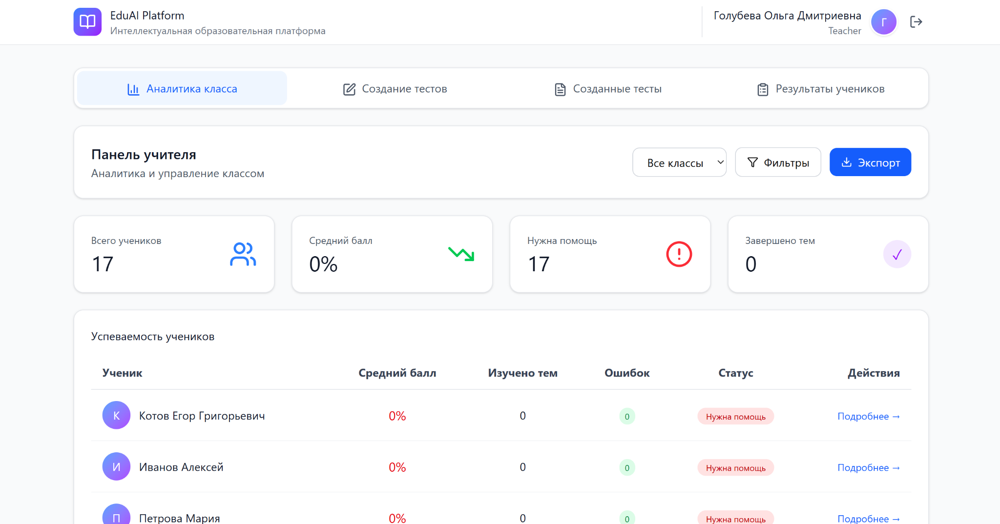 EduAI Platform
Интеллектуальная образовательная платформа
Голубева Ольга Дмитриевна
Teacher
Г
Аналитика класса
Создание тестов
Созданные тесты
Результаты учеников
Панель учителя
Аналитика и управление классом
Все классы
Фильтры
Экспорт
Всего учеников
17
Средний балл
0%
Нужна помощь
17
Завершено тем
0
Успеваемость учеников
Ученик Средний балл Изучено тем Ошибок Статус Действия
К Котов Егор Григорьевич 0% 0 0 Нужна помощь Подробнее →
И Иванов Алексей 0% 0 0 Нужна помощь Подробнее →
П Петрова Мария 0% 0 0 Нужна помощь Подробнее →